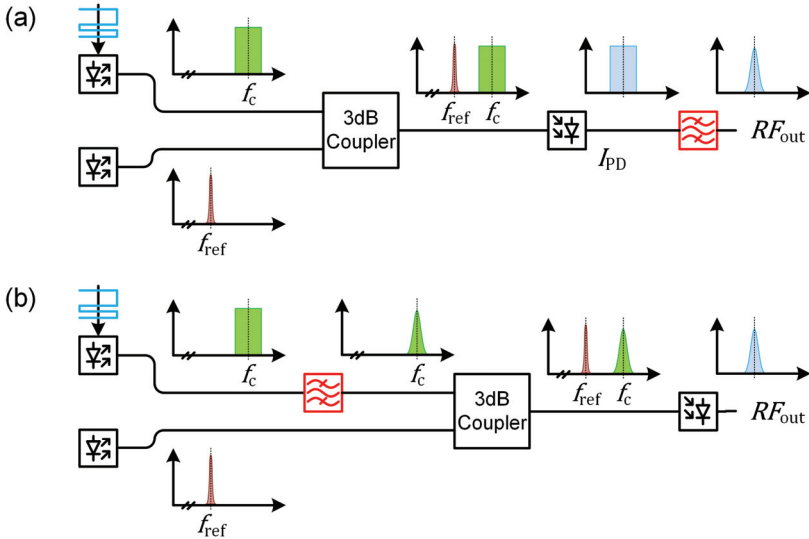 (a)
f_c
3dB
Coupler
f_ref
f_ref f_c
I_PD
RF_out
(b)
f_c
f_c
3dB
Coupler
f_ref
f_ref f_c
RF_out